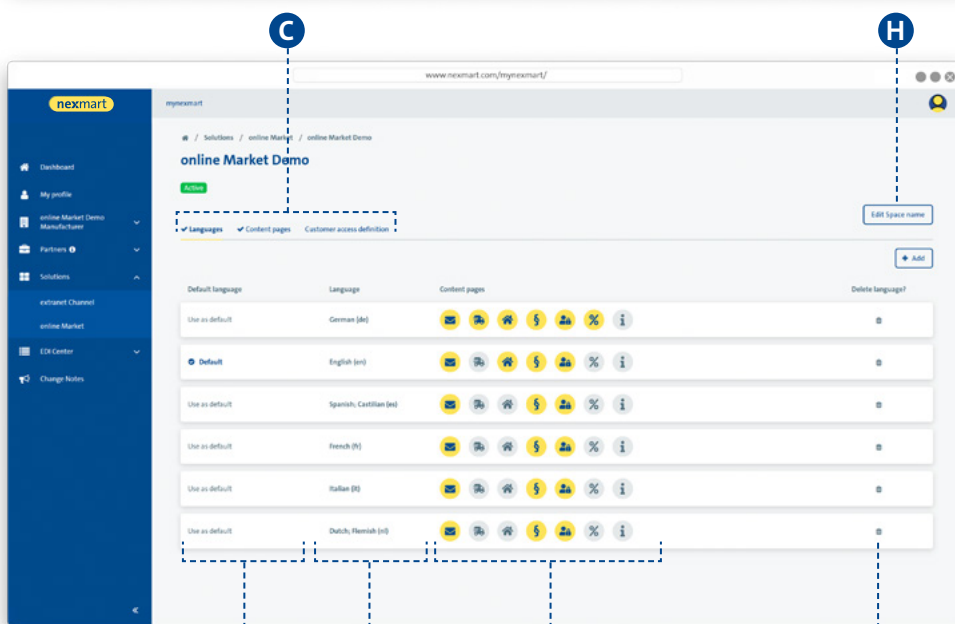 C H
www.nexmart.com/mynexmart/
nexmart mynexmart
/ Solutions / online Market / online Market Demo
online Market Demo
Active
Dashboard
My profile
online Market Demo
Manufacturer
Partners
Solutions
extranet Channel
online Market
EDI Center
Change Notes
Edit Space name
Languages Content pages Customer access definition
+ Add
Default language Language Content pages Delete language?
Use as default German (de) § % i
Default English (en) § % i
Use as default Spanish; Castilian (es) § % i
Use as default French (fr) § % i
Use as default Italian (it) § % i
Use as default Dutch; Flemish (nl) § % i
«